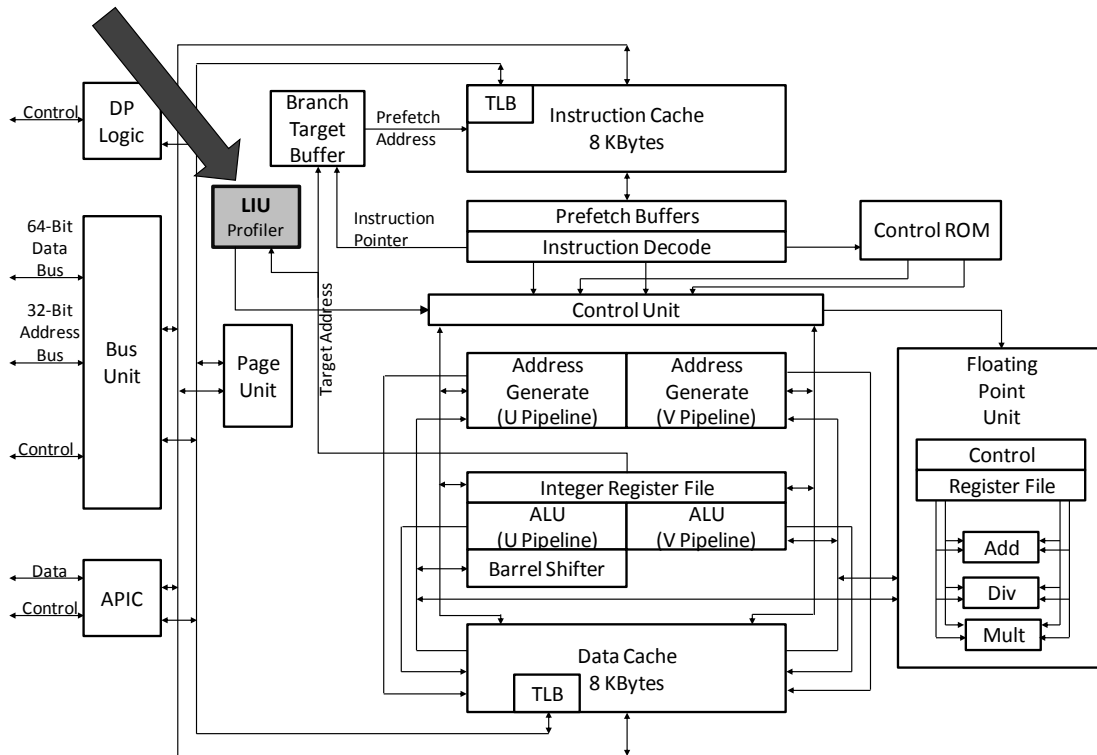 Control
DP
Logic
Branch
Target
Buffer
Prefetch
Address
TLB
Instruction Cache
8 KBytes
LIU
Profiler
Instruction
Pointer
Prefetch Buffers
Instruction Decode
Control ROM
64-Bit
Data
Bus
32-Bit
Address
Bus
Control
Bus
Unit
Page
Unit
Target Address
Control Unit
Address
Generate
(U Pipeline)
Address
Generate
(V Pipeline)
Floating
Point
Unit
Control
Register File
Add
Div
Mult
Integer Register File
ALU
(U Pipeline)
ALU
(V Pipeline)
Barrel Shifter
Data
Control
APIC
Data Cache
8 KBytes
TLB